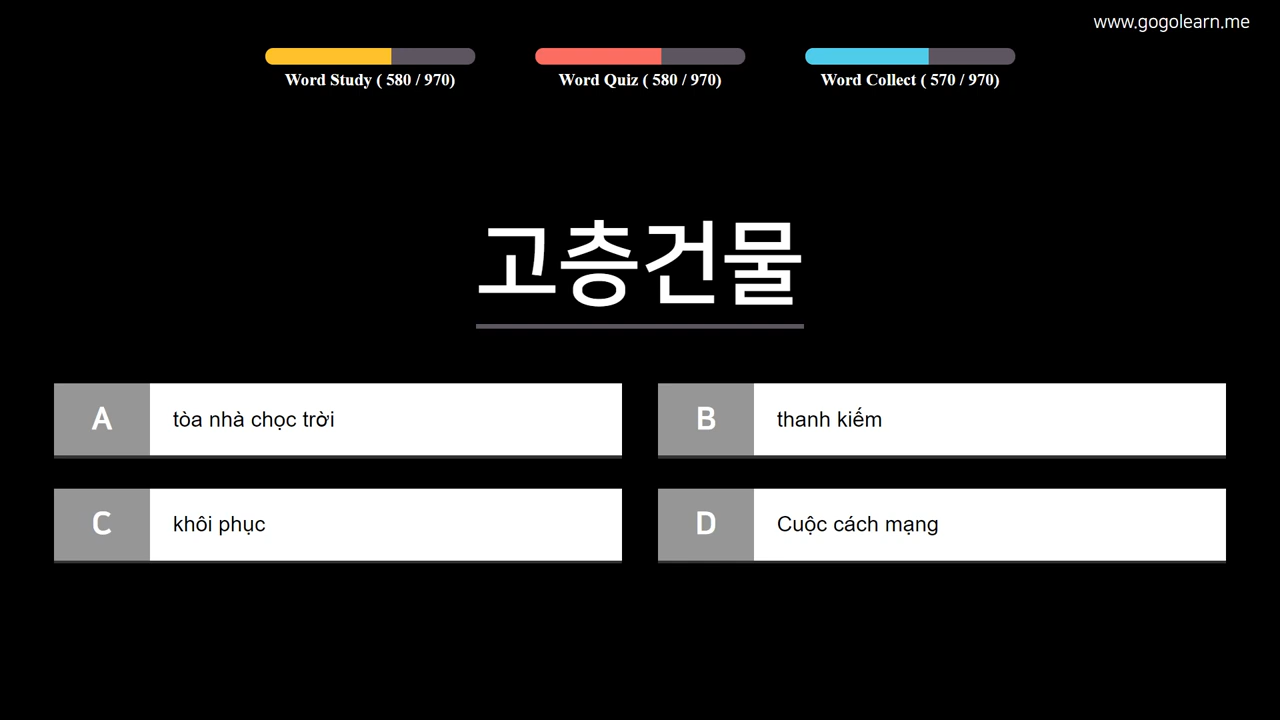 www.gogolearn.me
Word Study ( 580 / 970)
Word Quiz ( 580 / 970)
Word Collect ( 570 / 970)
고층건물
A tòa nhà chọc trời
B thanh kiếm
C khôi phục
D Cuộc cách mạng